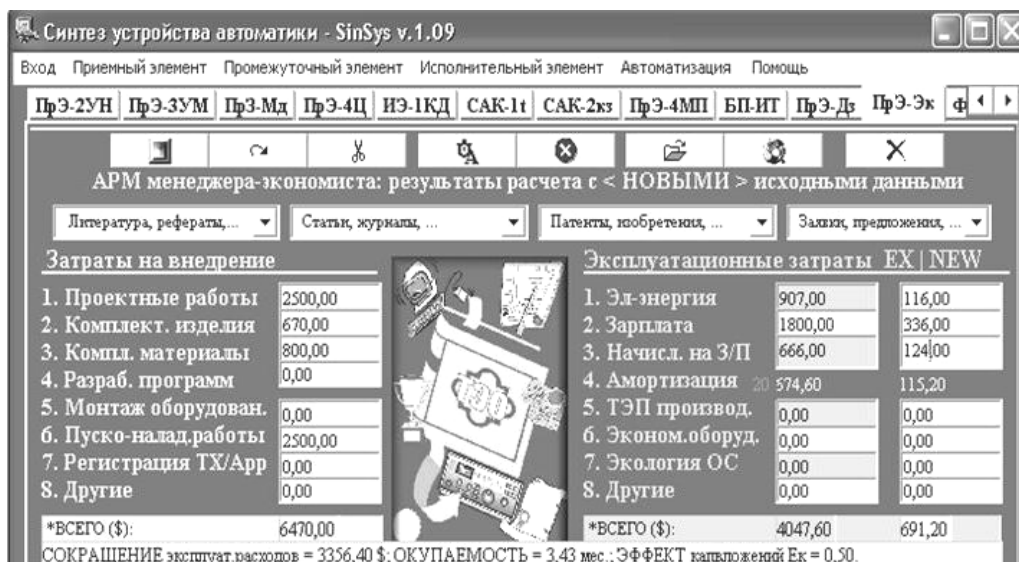 Синтез устройства автоматики - SinSys v.1.09
Вход Приемный элемент Промежуточный элемент Исполнительный элемент Автоматизация Помощь
ПрЭ-2УН ПрЭ-3УМ ПрЗ-Мд ПрЭ-4Ц ИЭ-1КД САК-1t САК-2кз ПрЭ-4МП БП-ИТ ПрЭ-Дз ПрЭ-Эк Ф
АРМ менеджера-экономиста: результаты расчета с < НОВЫМИ > исходными данными
Литература, рефераты,... Статьи, журналы, ... Патенты, изобретения, ... Заявки, предложения, ...
Затраты на внедрение
1. Проектные работы 2500,00
2. Комплект. изделия 670,00
3. Компл. материалы 800,00
4. Разраб. программ 0,00
5. Монтаж оборудован. 0,00
6. Пуско-налад.работы 2500,00
7. Регистрация ТХ/Арр 0,00
8. Другие 0,00
*ВСЕГО ($): 6470,00
Эксплуатационные затраты EX | NEW
1. Эл-энергия 907,00 116,00
2. Зарплата 1800,00 336,00
3. Начисл. на З/П 666,00 124,00
4. Амортизация 20 574,60 115,20
5. ТЭП производ. 0,00 0,00
6. Эконом.оборуд. 0,00 0,00
7. Экология ОС 0,00 0,00
8. Другие 0,00 0,00
*ВСЕГО ($): 4047,60 691,20
СОКРАЩЕНИЕ эксплуат.расходов = 3356,40 $; ОКУПАЕМОСТЬ = 3,43 мес.; ЭФФЕКТ капвложений Ек = 0,50.